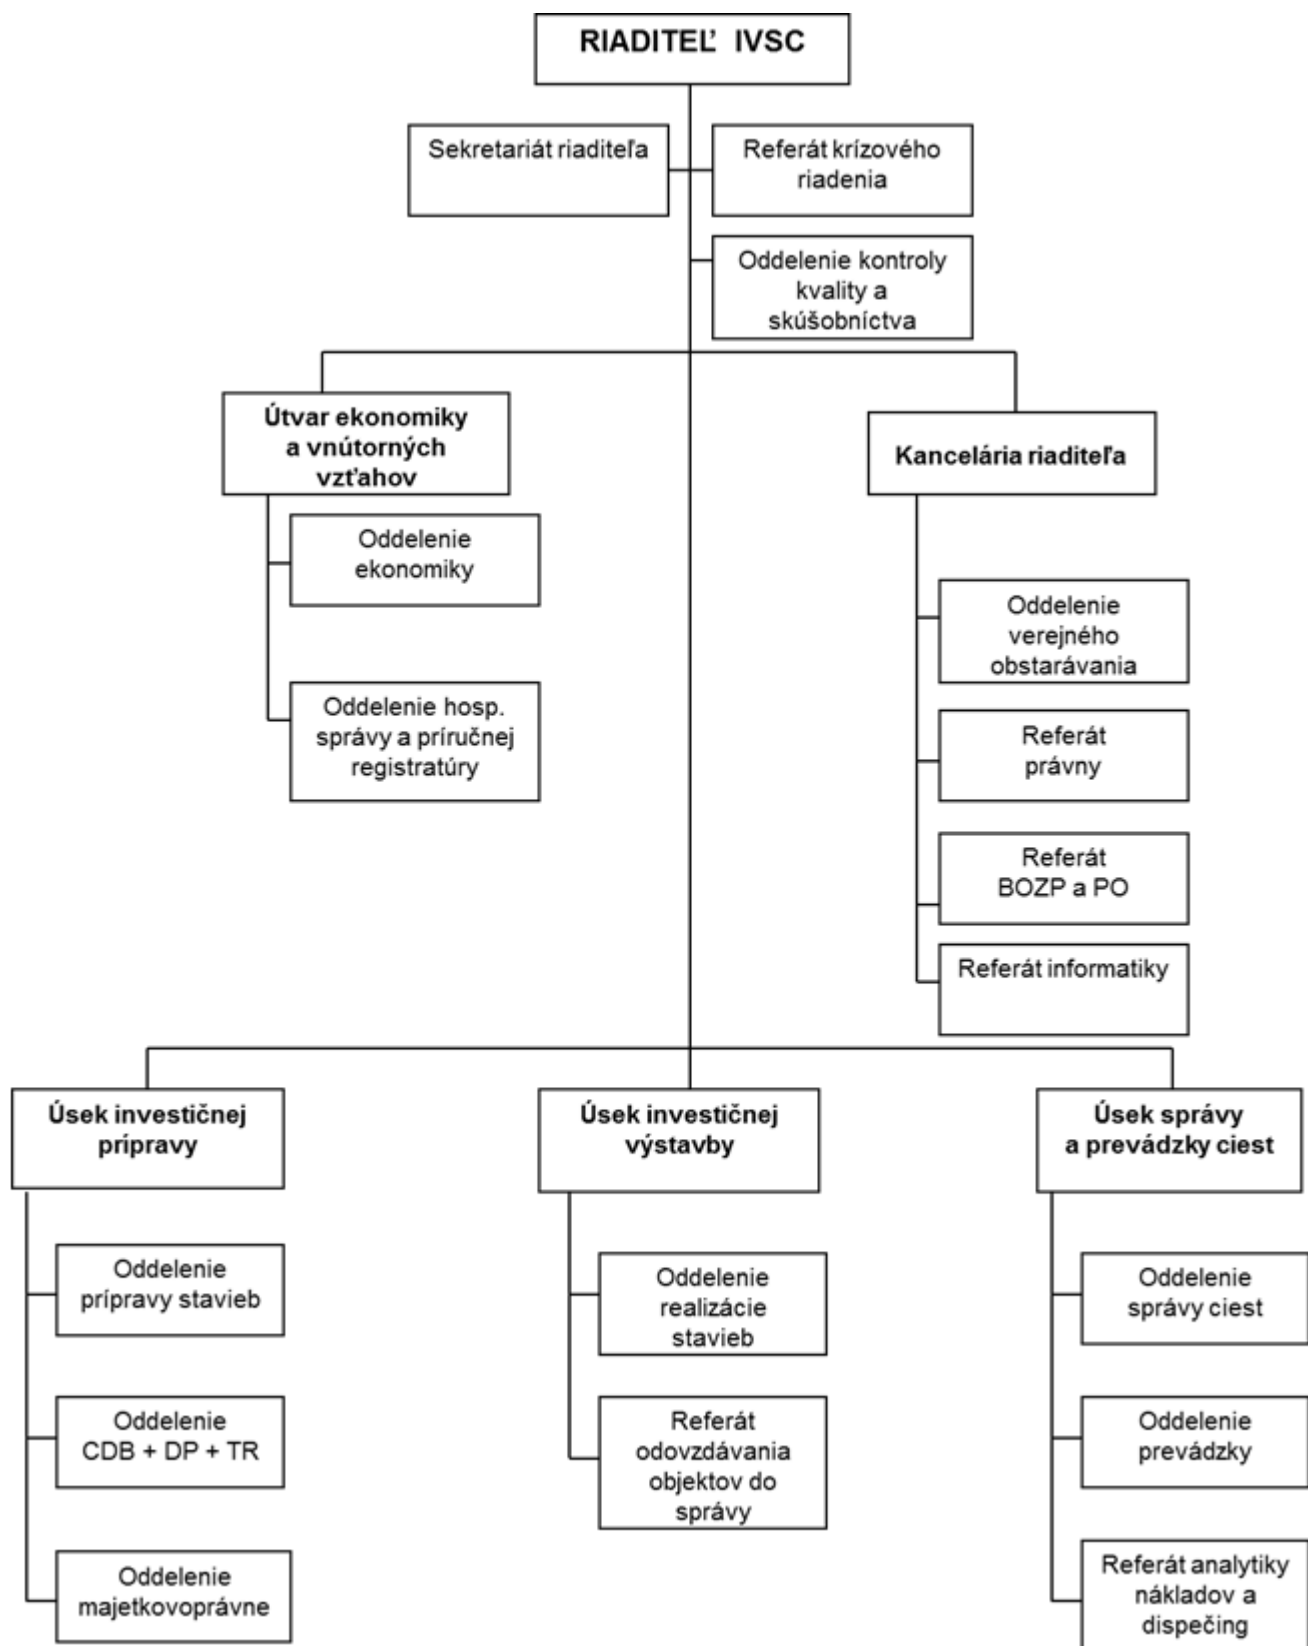 RIADITEĽ IVSC
Sekretariát riaditeľa
Referát krízového
riadenia
Oddelenie kontroly
kvality a
skúšobníctva
Útvar ekonomiky
a vnútorných
vzťahov
Kancelária riaditeľa
Oddelenie
ekonomiky
Oddelenie hosp.
správy a príručnej
registratúry
Oddelenie
verejného
obstarávania
Referát
právny
Referát
BOZP a PO
Referát informatiky
Úsek investičnej
prípravy
Úsek investičnej
výstavby
Úsek správy
a prevádzky ciest
Oddelenie
prípravy stavieb
Oddelenie
CDB + DP + TR
Oddelenie
majetkovoprávne
Oddelenie
realizácie
stavieb
Referát
odovzdávania
objektov do
správy
Oddelenie
správy ciest
Oddelenie
prevádzky
Referát analytiky
nákladov a
dispečing